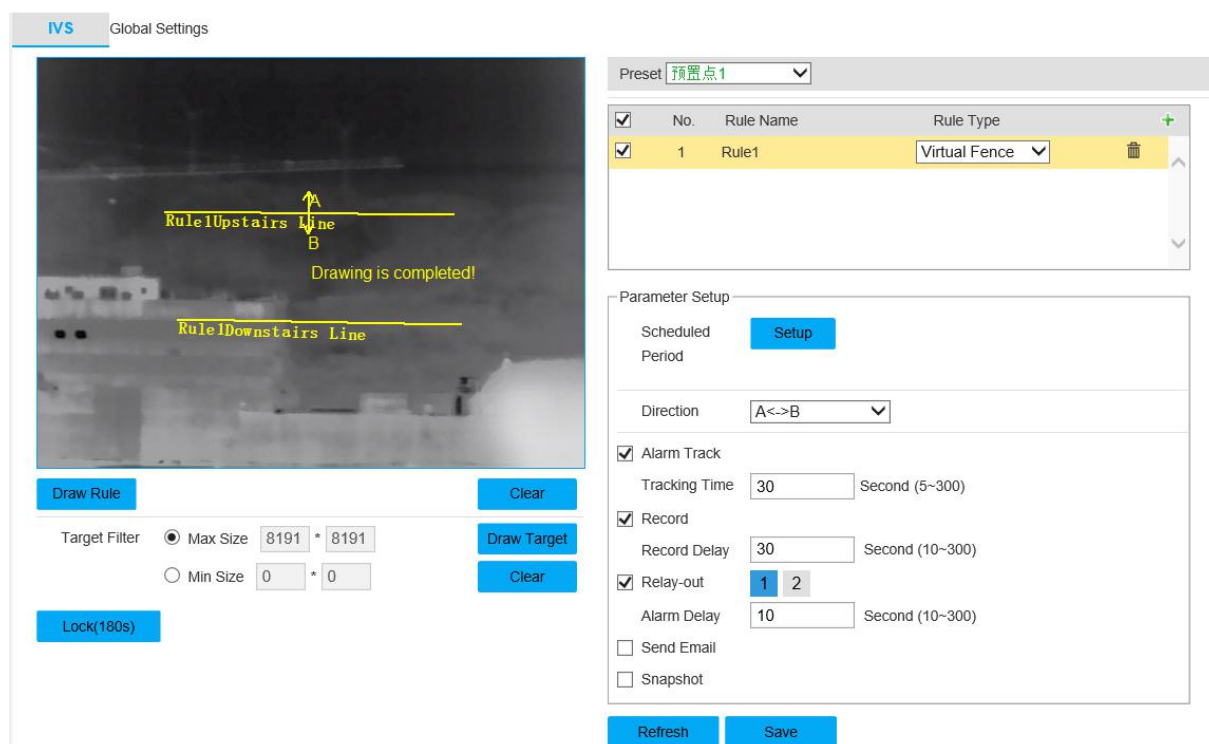 IVS Global Settings
Preset 预置点1
No. Rule Name Rule Type
1 Rule1 Virtual Fence
A
Rule1Upstairs Line
B
Drawing is completed!
Rule1Downstairs Line
Draw Rule Clear
Target Filter Max Size 8191 * 8191 Draw Target
Min Size 0 * 0 Clear
Lock(180s)
Parameter Setup
Scheduled Setup
Period
Direction A<->B
Alarm Track
Tracking Time 30 Second (5~300)
Record
Record Delay 30 Second (10~300)
Relay-out 1 2
Alarm Delay 10 Second (10~300)
Send Email
Snapshot
Refresh Save